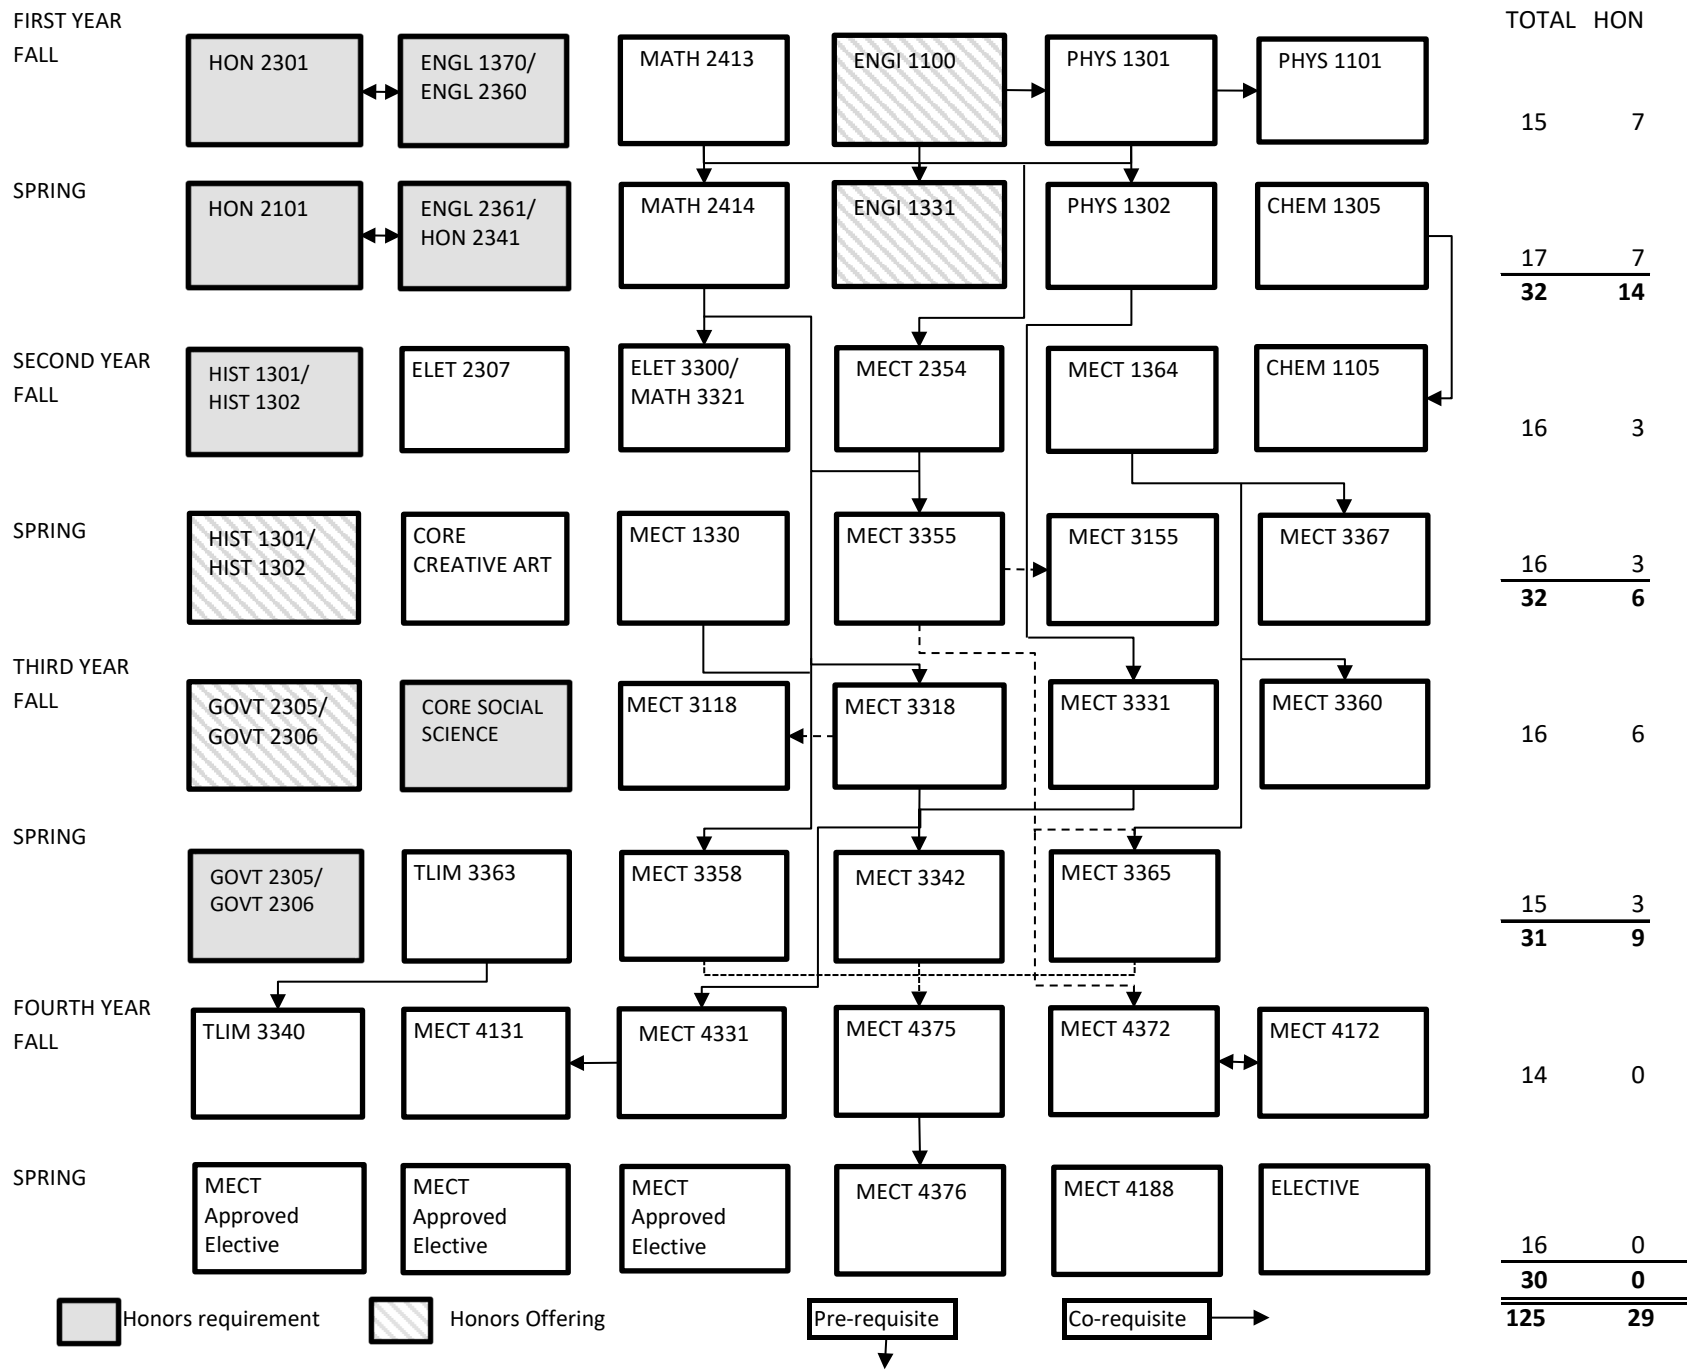 FIRST YEAR
FALL
TOTAL HON
HON 2301
ENGL 1370/
ENGL 2360
MATH 2413
ENGI 1100
PHYS 1301
PHYS 1101
15 7
SPRING
HON 2101
ENGL 2361/
HON 2341
MATH 2414
ENGI 1331
PHYS 1302
CHEM 1305
17 7
32 14
SECOND YEAR
FALL
HIST 1301/
HIST 1302
ELET 2307
ELET 3300/
MATH 3321
MECT 2354
MECT 1364
CHEM 1105
16 3
SPRING
HIST 1301/
HIST 1302
CORE
CREATIVE ART
MECT 1330
MECT 3355
MECT 3155
MECT 3367
16 3
32 6
THIRD YEAR
FALL
GOVT 2305/
GOVT 2306
CORE SOCIAL
SCIENCE
MECT 3118
MECT 3318
MECT 3331
MECT 3360
16 6
SPRING
GOVT 2305/
GOVT 2306
TLIM 3363
MECT 3358
MECT 3342
MECT 3365
15 3
31 9
FOURTH YEAR
FALL
TLIM 3340
MECT 4131
MECT 4331
MECT 4375
MECT 4372
MECT 4172
14 0
SPRING
MECT
Approved
Elective
MECT
Approved
Elective
MECT
Approved
Elective
MECT 4376
MECT 4188
ELECTIVE
16 0
30 0
125 29
Honors requirement
Honors Offering
Pre-requisite
Co-requisite